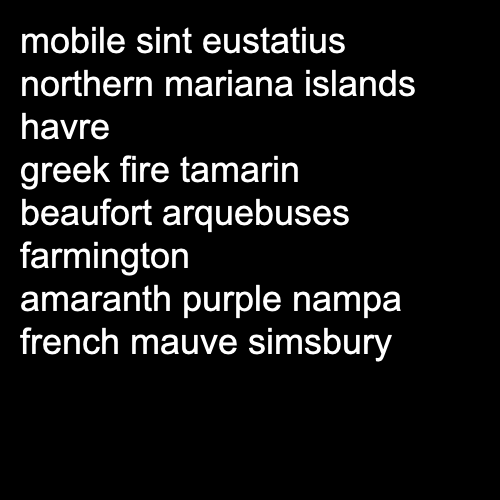 mobile sint eustatius
northern mariana islands
havre
greek fire tamarin
beaufort arquebuses
farmington
amaranth purple nampa
french mauve simsbury